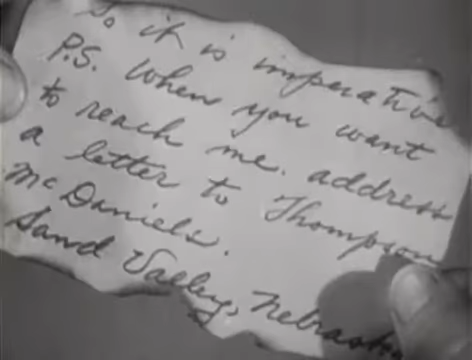 So it is imperative
P.S. When you want
to reach me. address
a letter to Thompson
McDaniels.
Sand Valley, Nebraska